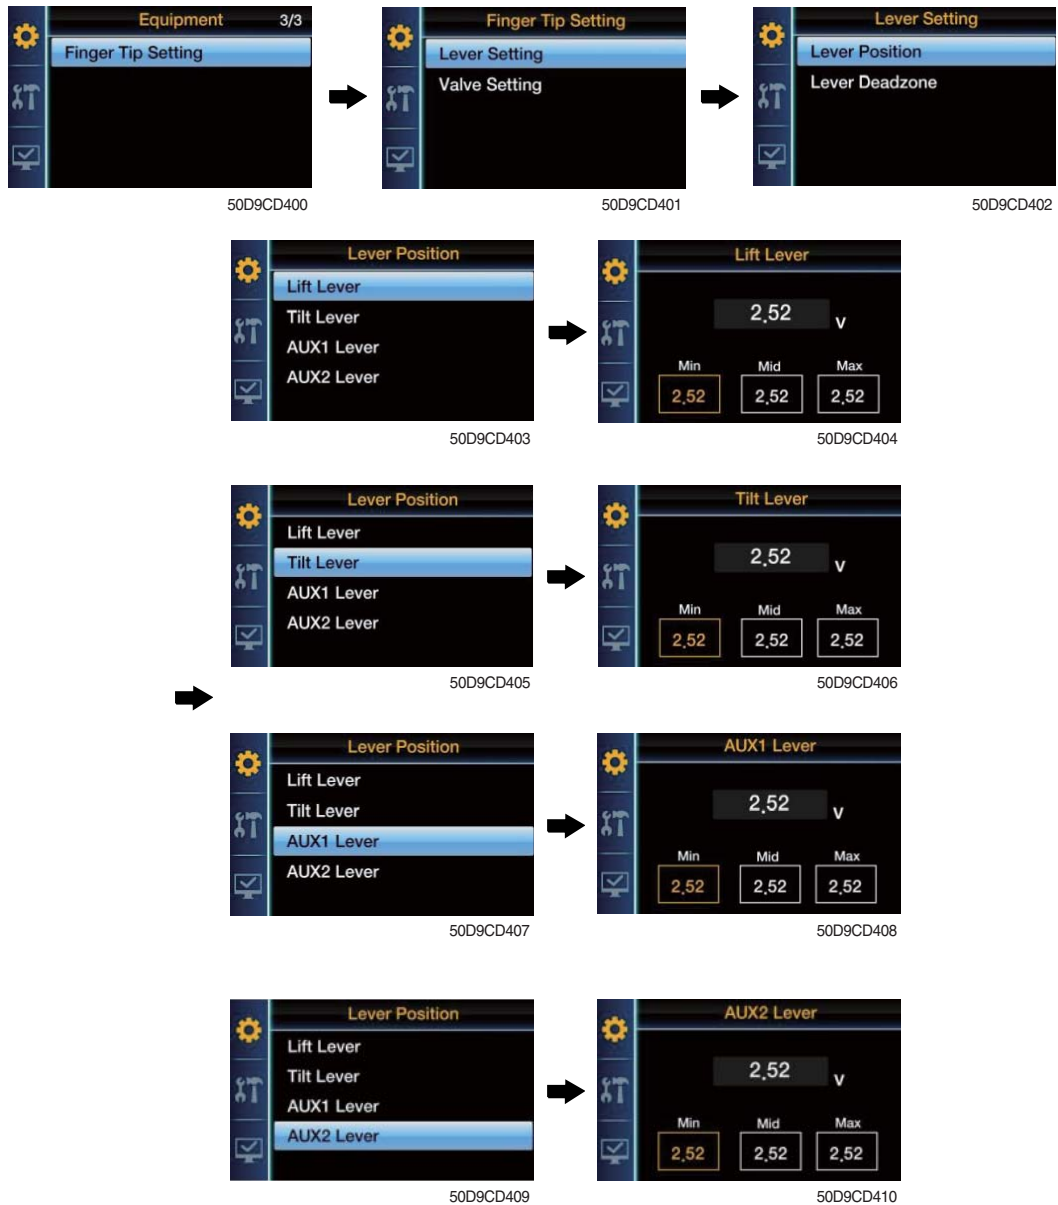 Equipment 3/3
Finger Tip Setting
50D9CD400
Finger Tip Setting
Lever Setting
Valve Setting
50D9CD401
Lever Setting
Lever Position
Lever Deadzone
50D9CD402
Lever Position
Lift Lever
Tilt Lever
AUX1 Lever
AUX2 Lever
50D9CD403
Lift Lever
2.52 V
Min Mid Max
2.52 2.52 2.52
50D9CD404
Lever Position
Lift Lever
Tilt Lever
AUX1 Lever
AUX2 Lever
50D9CD405
Tilt Lever
2.52 V
Min Mid Max
2.52 2.52 2.52
50D9CD406
Lever Position
Lift Lever
Tilt Lever
AUX1 Lever
AUX2 Lever
50D9CD407
AUX1 Lever
2.52 V
Min Mid Max
2.52 2.52 2.52
50D9CD408
Lever Position
Lift Lever
Tilt Lever
AUX1 Lever
AUX2 Lever
50D9CD409
AUX2 Lever
2.52 V
Min Mid Max
2.52 2.52 2.52
50D9CD410